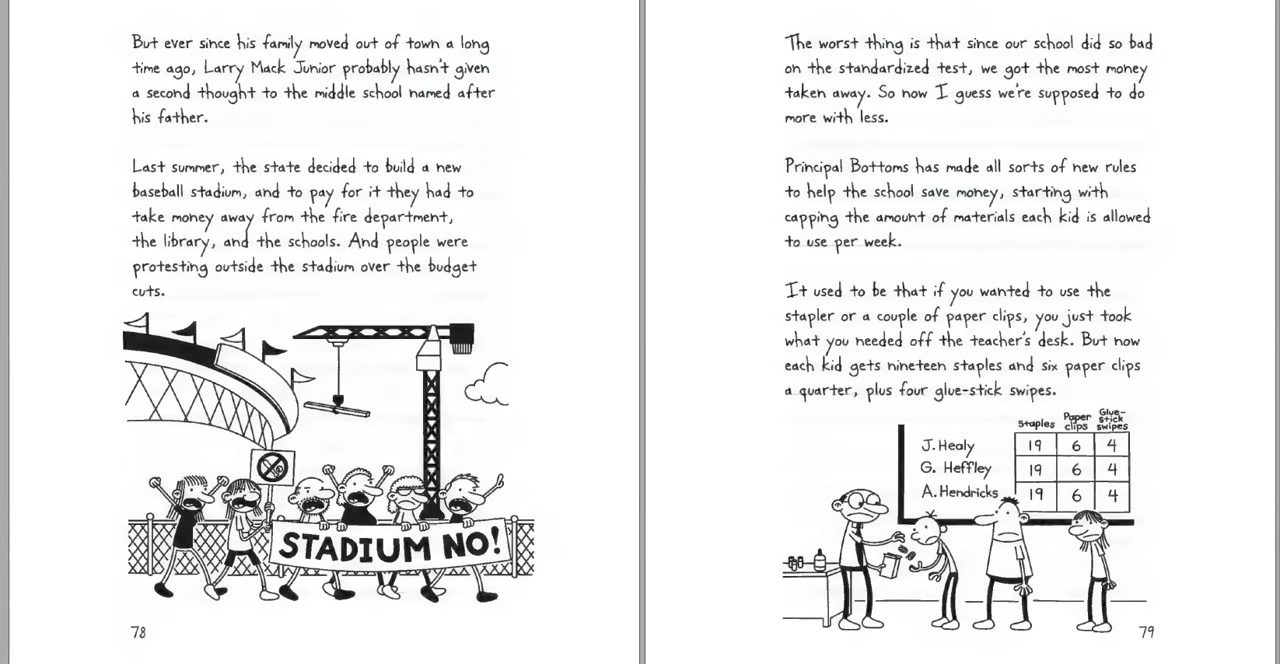 But ever since his family moved out of town a long
time ago, Larry Mack Junior probably hasn't given
a second thought to the middle school named after
his father.
Last summer, the state decided to build a new
baseball stadium, and to pay for it they had to
take money away from the fire department,
the library, and the schools. And people were
protesting outside the stadium over the budget
cuts.
STADIUM NO!
78
The worst thing is that since our school did so bad
on the standardized test, we got the most money
taken away. So now I guess we're supposed to do
more with less.
Principal Bottoms has made all sorts of new rules
to help the school save money, starting with
capping the amount of materials each kid is allowed
to use per week.
It used to be that if you wanted to use the
stapler or a couple of paper clips, you just took
what you needed off the teacher's desk. But now
each kid gets nineteen staples and six paper clips
a quarter, plus four glue-stick swipes.
Staples Paper clips Glue-stick swipes
J. Healy 19 6 4
G. Heffley 19 6 4
A. Hendricks 19 6 4
79